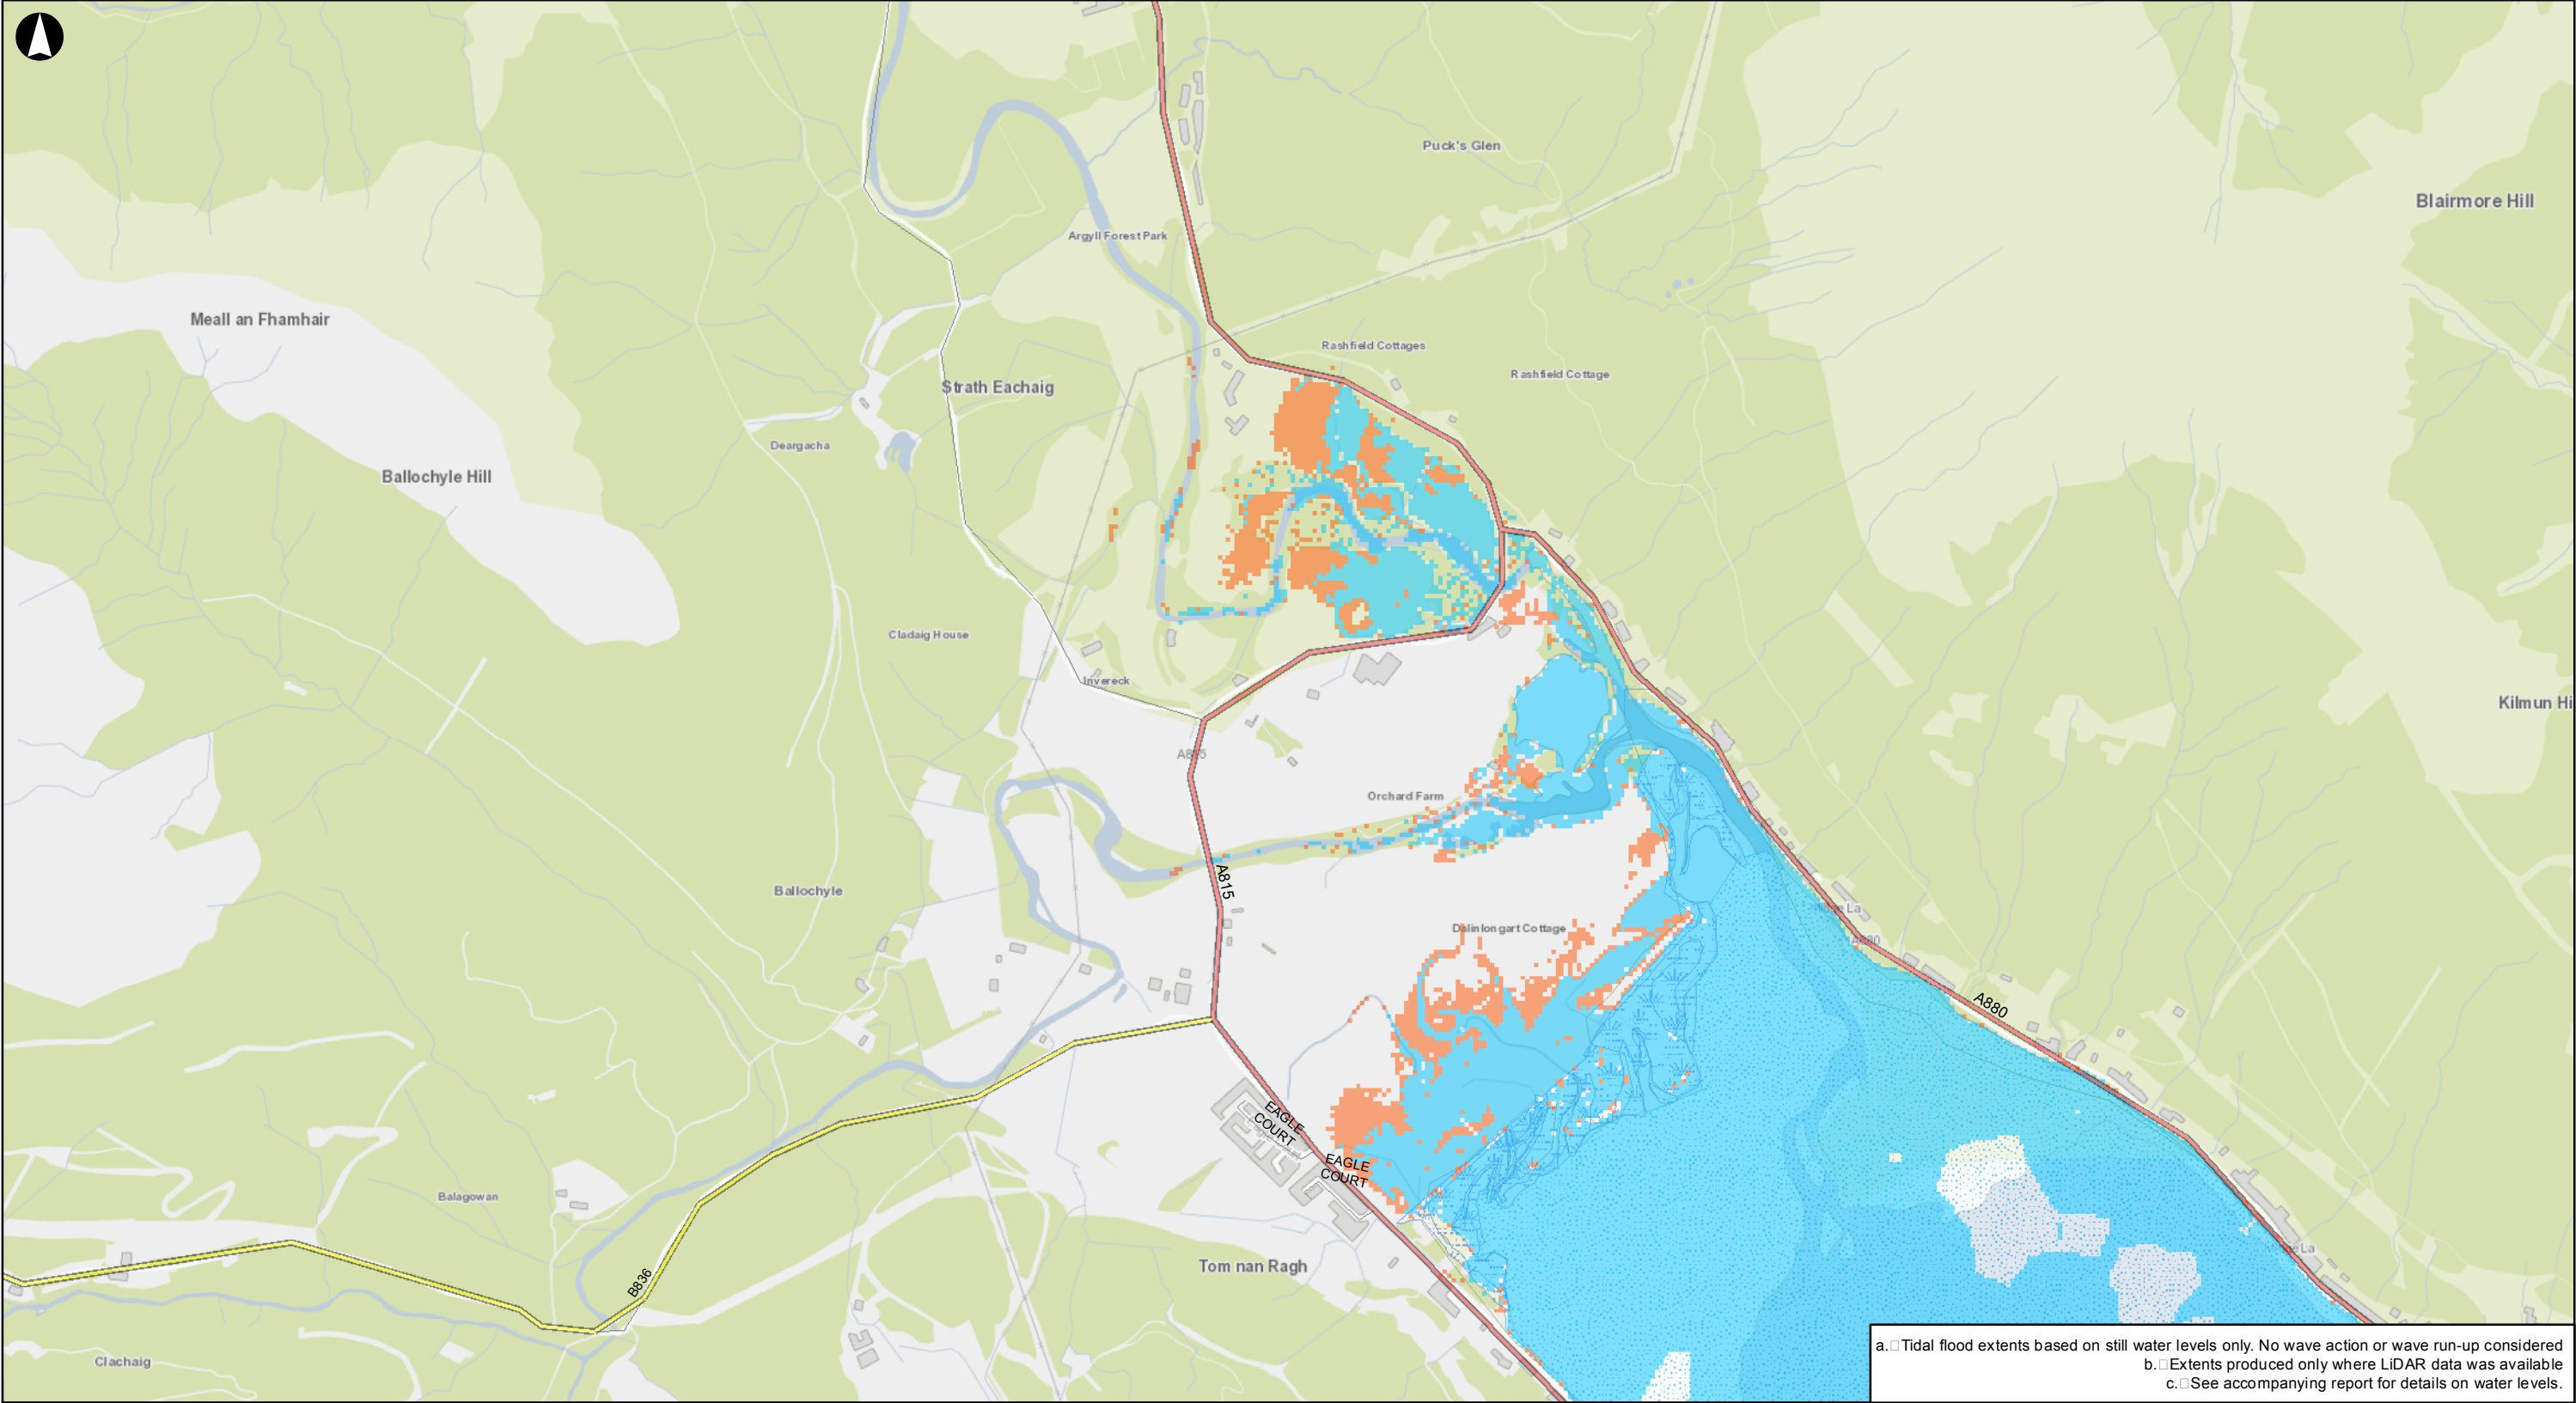 Puck's Glen
Blairmore Hill
Argyll Forest Park
Meall an Fhamhair
Rashfield Cottages
Rashfield Cottage
Strath Eachaig
Deargacha
Ballochyle Hill
Cladaig House
Invereck
Kilmun Hi
Orchard Farm
A815
Ballochyle
Dalinlongart Cottage
A880
A880
EAGLE
COURT
EAGLE
COURT
Balagowan
Tom nan Ragh
B836
Clachaig
a. Tidal flood extents based on still water levels only. No wave action or wave run-up considered
b. Extents produced only where LiDAR data was available
c. See accompanying report for details on water levels.